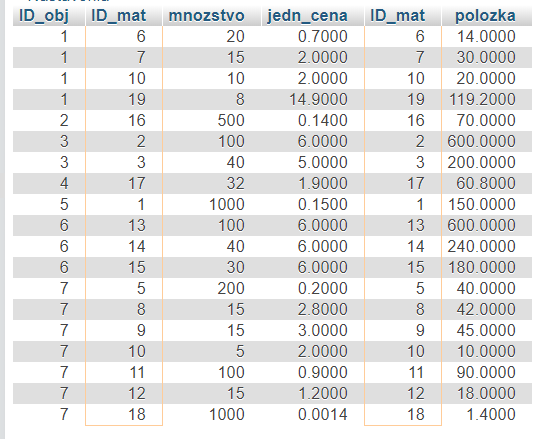 ID_obj ID_mat mnozstvo jedn_cena ID_mat polozka
1 6 20 0.7000 6 14.0000
1 7 15 2.0000 7 30.0000
1 10 10 2.0000 10 20.0000
1 19 8 14.9000 19 119.2000
2 16 500 0.1400 16 70.0000
3 2 100 6.0000 2 600.0000
3 3 40 5.0000 3 200.0000
4 17 32 1.9000 17 60.8000
5 1 1000 0.1500 1 150.0000
6 13 100 6.0000 13 600.0000
6 14 40 6.0000 14 240.0000
6 15 30 6.0000 15 180.0000
7 5 200 0.2000 5 40.0000
7 8 15 2.8000 8 42.0000
7 9 15 3.0000 9 45.0000
7 10 5 2.0000 10 10.0000
7 11 100 0.9000 11 90.0000
7 12 15 1.2000 12 18.0000
7 18 1000 0.0014 18 1.4000